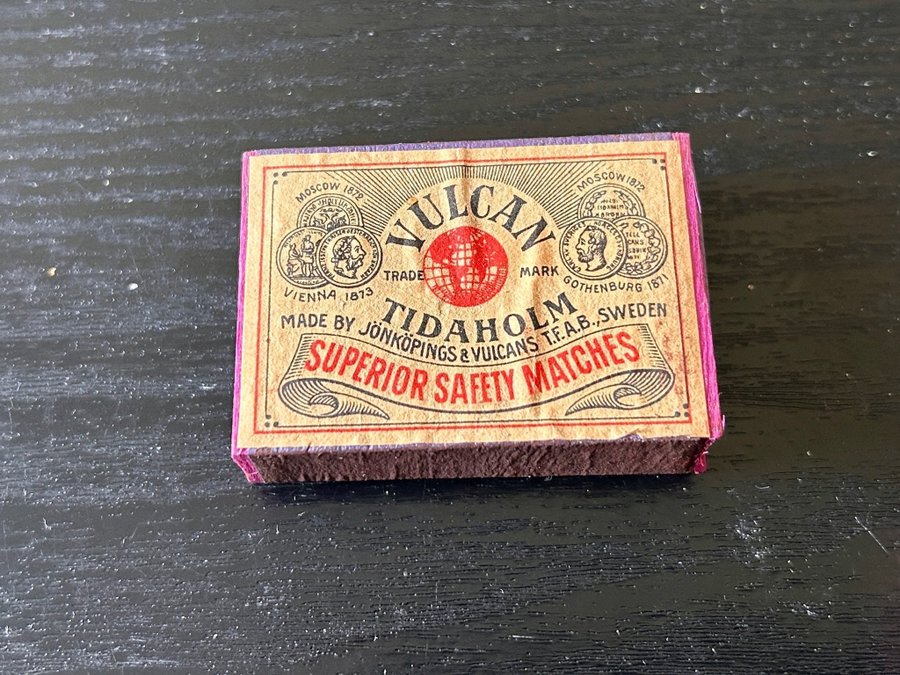 MOSCOW 1872
MOSCOW 1872
VULCAN
TRADE MARK
VIENNA 1873
GOTHENBURG 1871
TIDAHOLM
MADE BY JÖNKÖPINGS & VULCANS T.F.A.B., SWEDEN
SUPERIOR SAFETY MATCHES